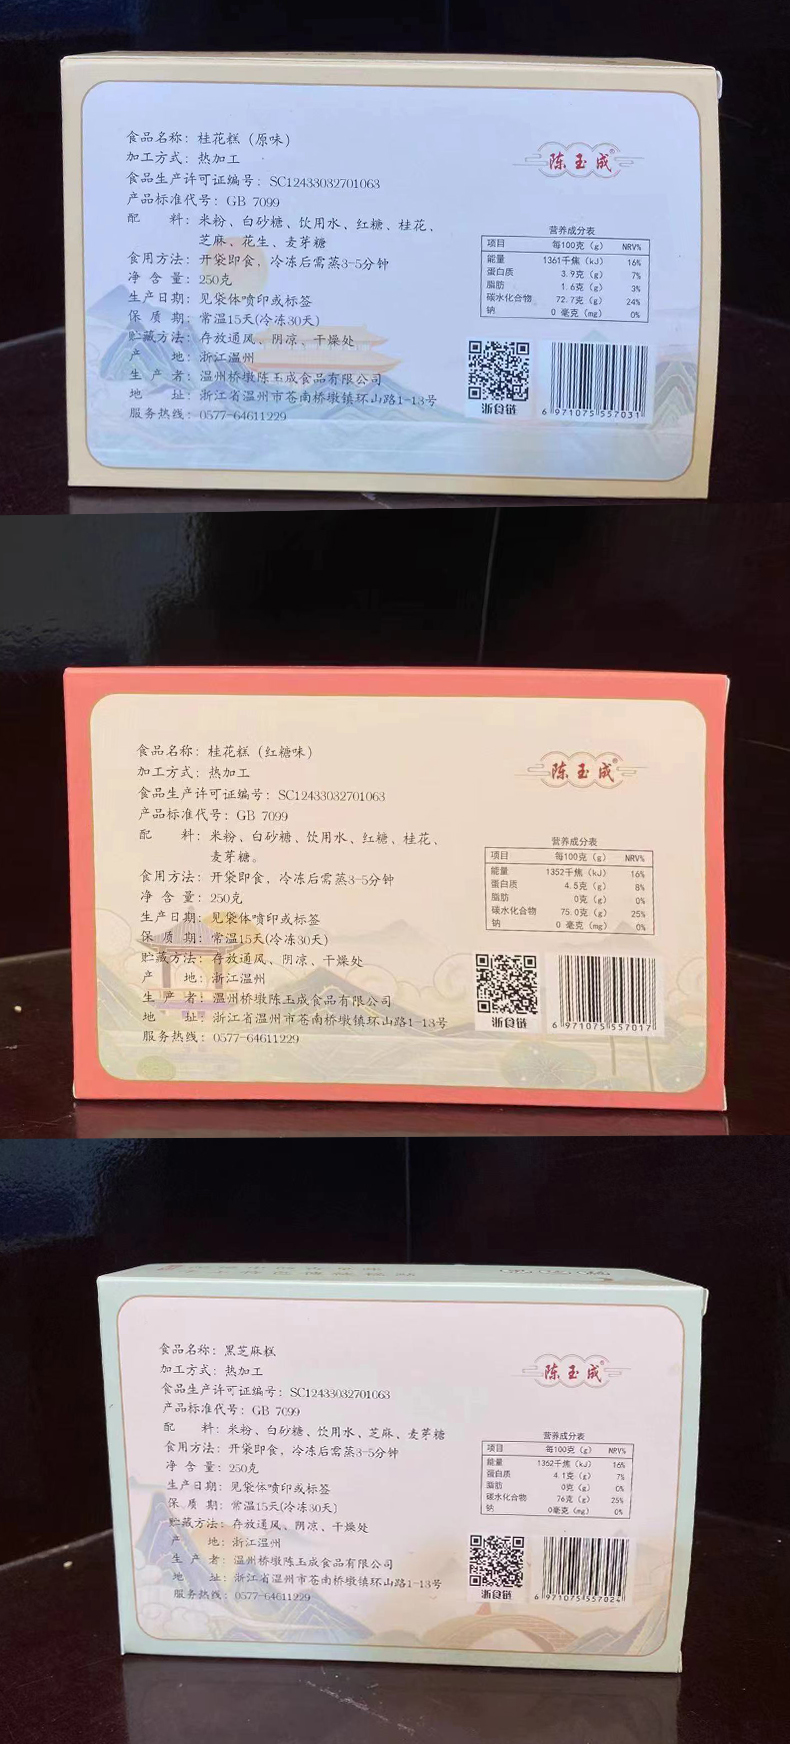 食品名称：桂花糕（原味）
加工方式：热加工
食品生产许可证编号：SC12433032701063
产品标准代号：GB 7099
配 料：米粉、白砂糖、饮用水、红糖、桂花、
芝麻、花生、麦芽糖
食用方法：开袋即食，冷冻后需蒸3-5分钟
净 含 量：250克
生产日期：见袋体喷印或标签
保 质 期：常温15天(冷冻30天)
贮藏方法：存放通风、阴凉、干燥处
产 地：浙江温州
生 产 者：温州桥墩陈玉成食品有限公司
地 址：浙江省温州市苍南桥墩镇环山路1-13号
服务热线：0577-64611229
陈玉成®
营养成分表
项目 每100克（g） NRV%
能量 1361千焦（kJ） 16%
蛋白质 3.9克（g） 7%
脂肪 1.6克（g） 3%
碳水化合物 72.7克（g） 24%
钠 0 毫克（mg） 0%
浙食链
6 971075 557031
食品名称：桂花糕（红糖味）
加工方式：热加工
食品生产许可证编号：SC12433032701063
产品标准代号：GB 7099
配 料：米粉、白砂糖、饮用水、红糖、桂花、
麦芽糖。
食用方法：开袋即食，冷冻后需蒸3-5分钟
净 含 量：250克
生产日期：见袋体喷印或标签
保 质 期：常温15天(冷冻30天)
贮藏方法：存放通风、阴凉、干燥处
产 地：浙江温州
生 产 者：温州桥墩陈玉成食品有限公司
地 址：浙江省温州市苍南桥墩镇环山路1-13号
服务热线：0577-64611229
陈玉成®
营养成分表
项目 每100克（g） NRV%
能量 1352千焦（kJ） 16%
蛋白质 4.5克（g） 8%
脂肪 0克（g） 0%
碳水化合物 75.0克（g） 25%
钠 0 毫克（mg） 0%
浙食链
6 971075 557017
食品名称：黑芝麻糕
加工方式：热加工
食品生产许可证编号：SC12433032701063
产品标准代号：GB 7099
配 料：米粉、白砂糖、饮用水、芝麻、麦芽糖
食用方法：开袋即食，冷冻后需蒸3-5分钟
净 含 量：250克
生产日期：见袋体喷印或标签
保 质 期：常温15天(冷冻30天)
贮藏方法：存放通风、阴凉、干燥处
产 地：浙江温州
生 产 者：温州桥墩陈玉成食品有限公司
地 址：浙江省温州市苍南桥墩镇环山路1-13号
服务热线：0577-64611229
陈玉成®
营养成分表
项目 每100克（g） NRV%
能量 1362千焦（kJ） 16%
蛋白质 4.1克（g） 7%
脂肪 0克（g） 0%
碳水化合物 76克（g） 25%
钠 0毫克（mg） 0%
浙食链
6 971075 557024